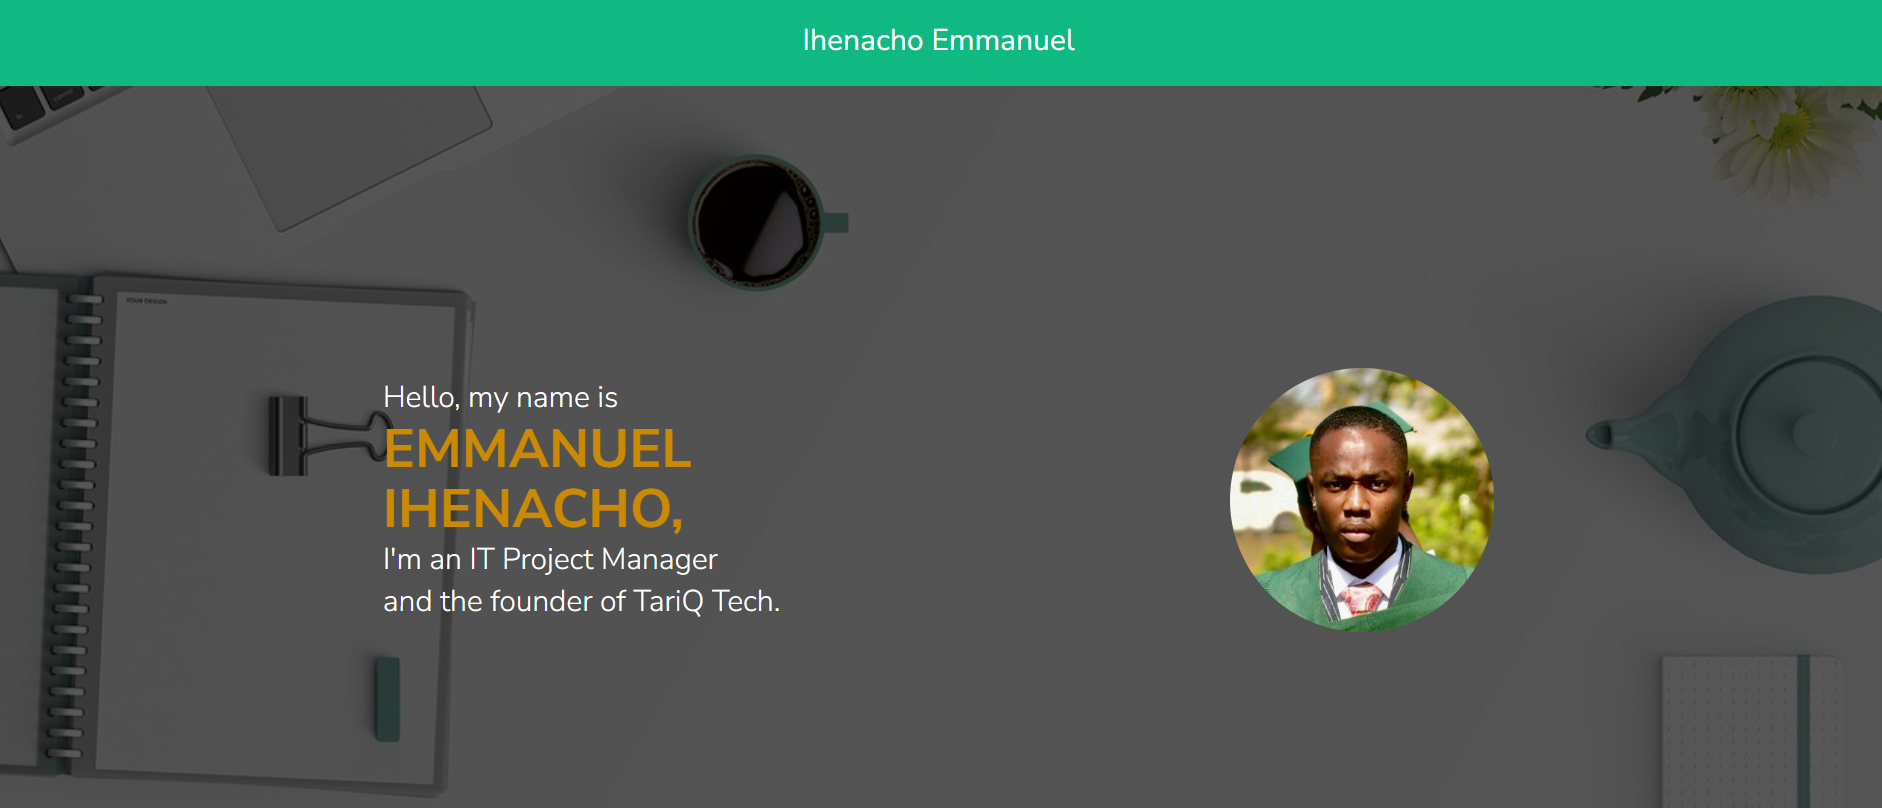 Ihenacho Emmanuel
YOUR DESIGN
Hello, my name is
EMMANUEL
IHENACHO,
I'm an IT Project Manager
and the founder of TariQ Tech.